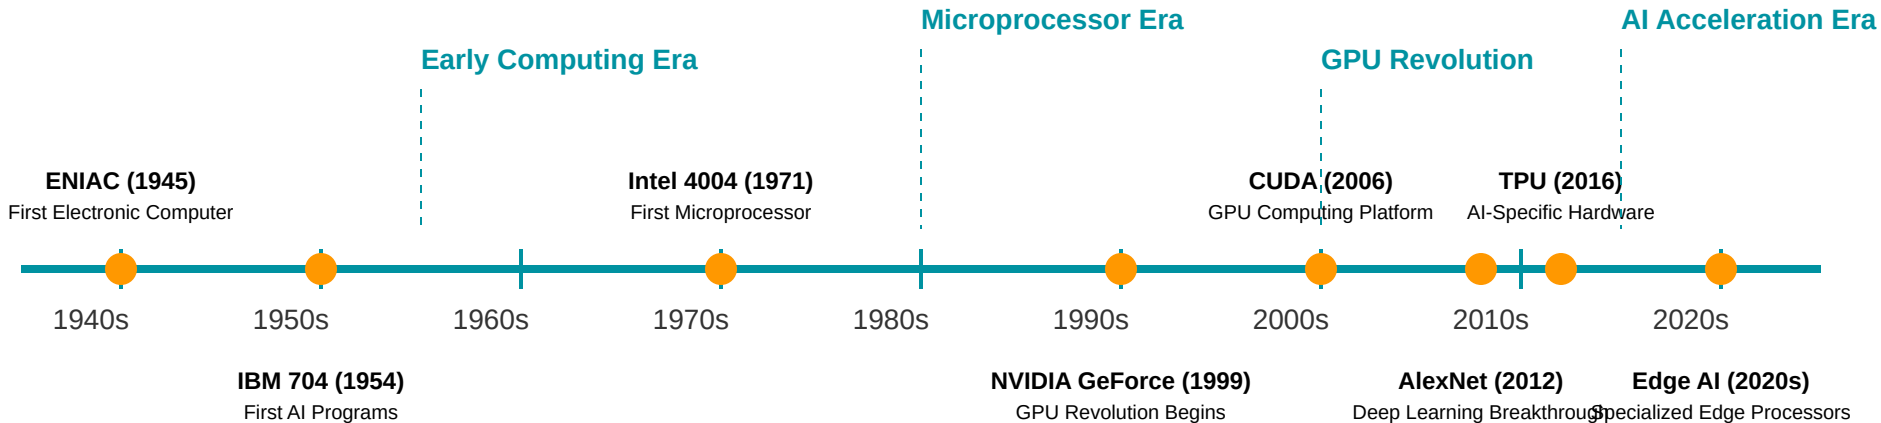 Microprocessor Era
AI Acceleration Era
Early Computing Era
GPU Revolution
ENIAC (1945)
First Electronic Computer
Intel 4004 (1971)
First Microprocessor
CUDA (2006)
GPU Computing Platform
TPU (2016)
AI-Specific Hardware
1940s
1950s
1960s
1970s
1980s
1990s
2000s
2010s
2020s
IBM 704 (1954)
First AI Programs
NVIDIA GeForce (1999)
GPU Revolution Begins
AlexNet (2012)
Deep Learning Breakthrough
Edge AI (2020s)
Specialized Edge Processors